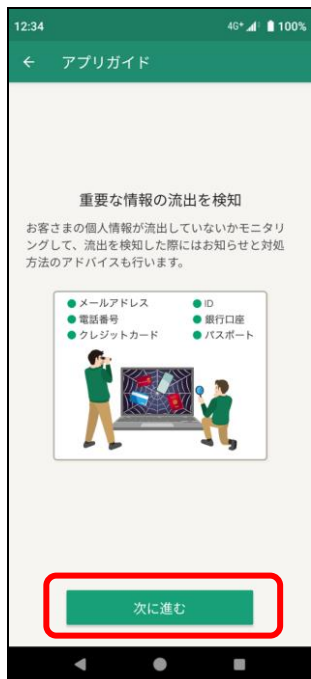 12:34 4G+ 100%
アプリガイド
重要な情報の流出を検知
お客さまの個人情報が流出していないかモニタリ
ングして、流出を検知した際にはお知らせと対処
方法のアドバイスも行います。
メールアドレス ID
電話番号 銀行口座
クレジットカード パスポート
次に進む